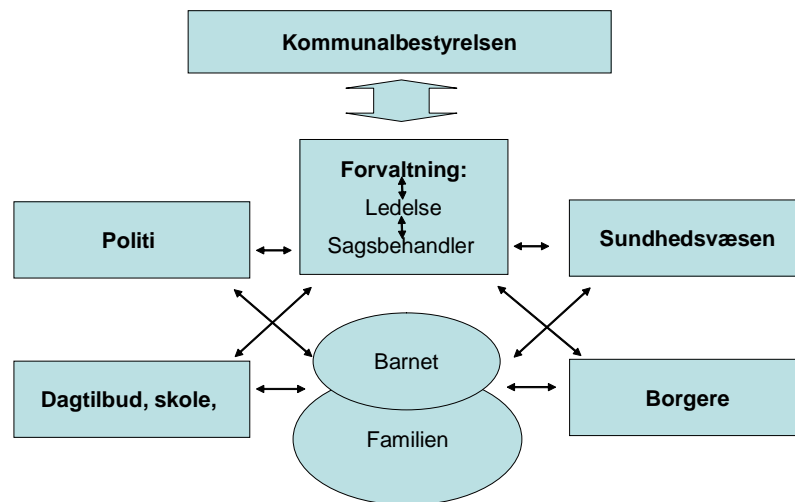 Kommunalbestyrelsen
Forvaltning:
Ledelse
Sagsbehandler
Politi
Sundhedsvæsen
Barnet
Dagtilbud, skole,
Borgere
Familien